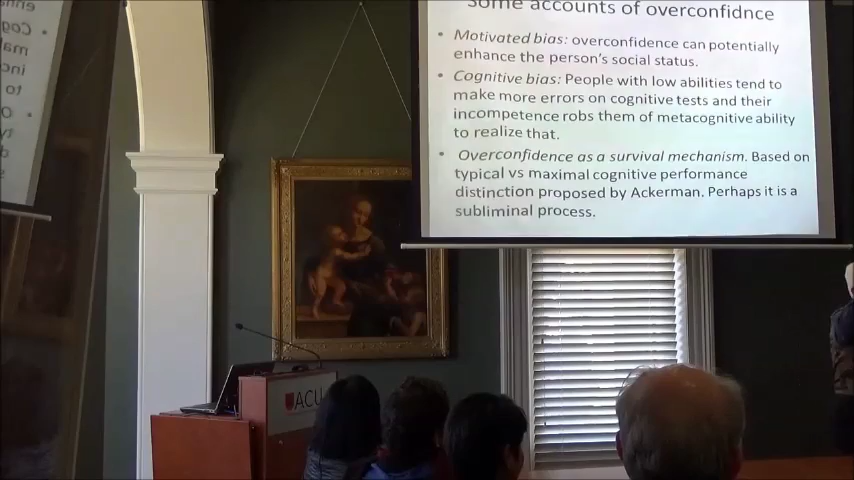 Some accounts of overconfidnce
• Motivated bias: overconfidence can potentially
enhance the person's social status.
• Cognitive bias: People with low abilities tend to
make more errors on cognitive tests and their
incompetence robs them of metacognitive ability
to realize that.
• Overconfidence as a survival mechanism. Based on
typical vs maximal cognitive performance
distinction proposed by Ackerman. Perhaps it is a
subliminal process.
ACU